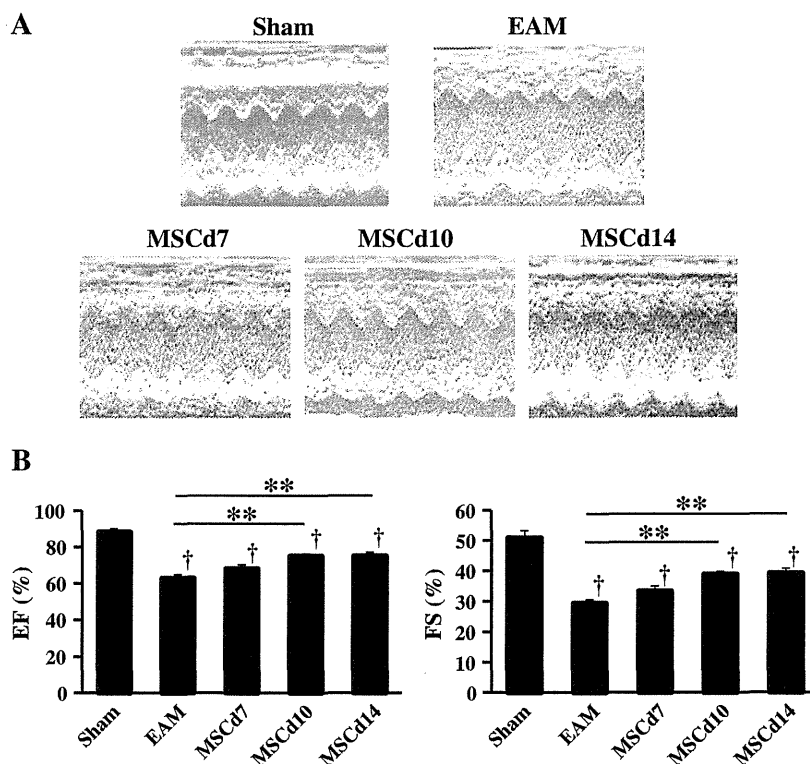 A
Sham
EAM
MSCd7
MSCd10
MSCd14
B
**
**
† † † †
EF (%)
100
80
60
40
20
0
Sham
EAM
MSCd7
MSCd10
MSCd14
**
**
† † † †
FS (%)
60
50
40
30
20
10
0
Sham
EAM
MSCd7
MSCd10
MSCd14